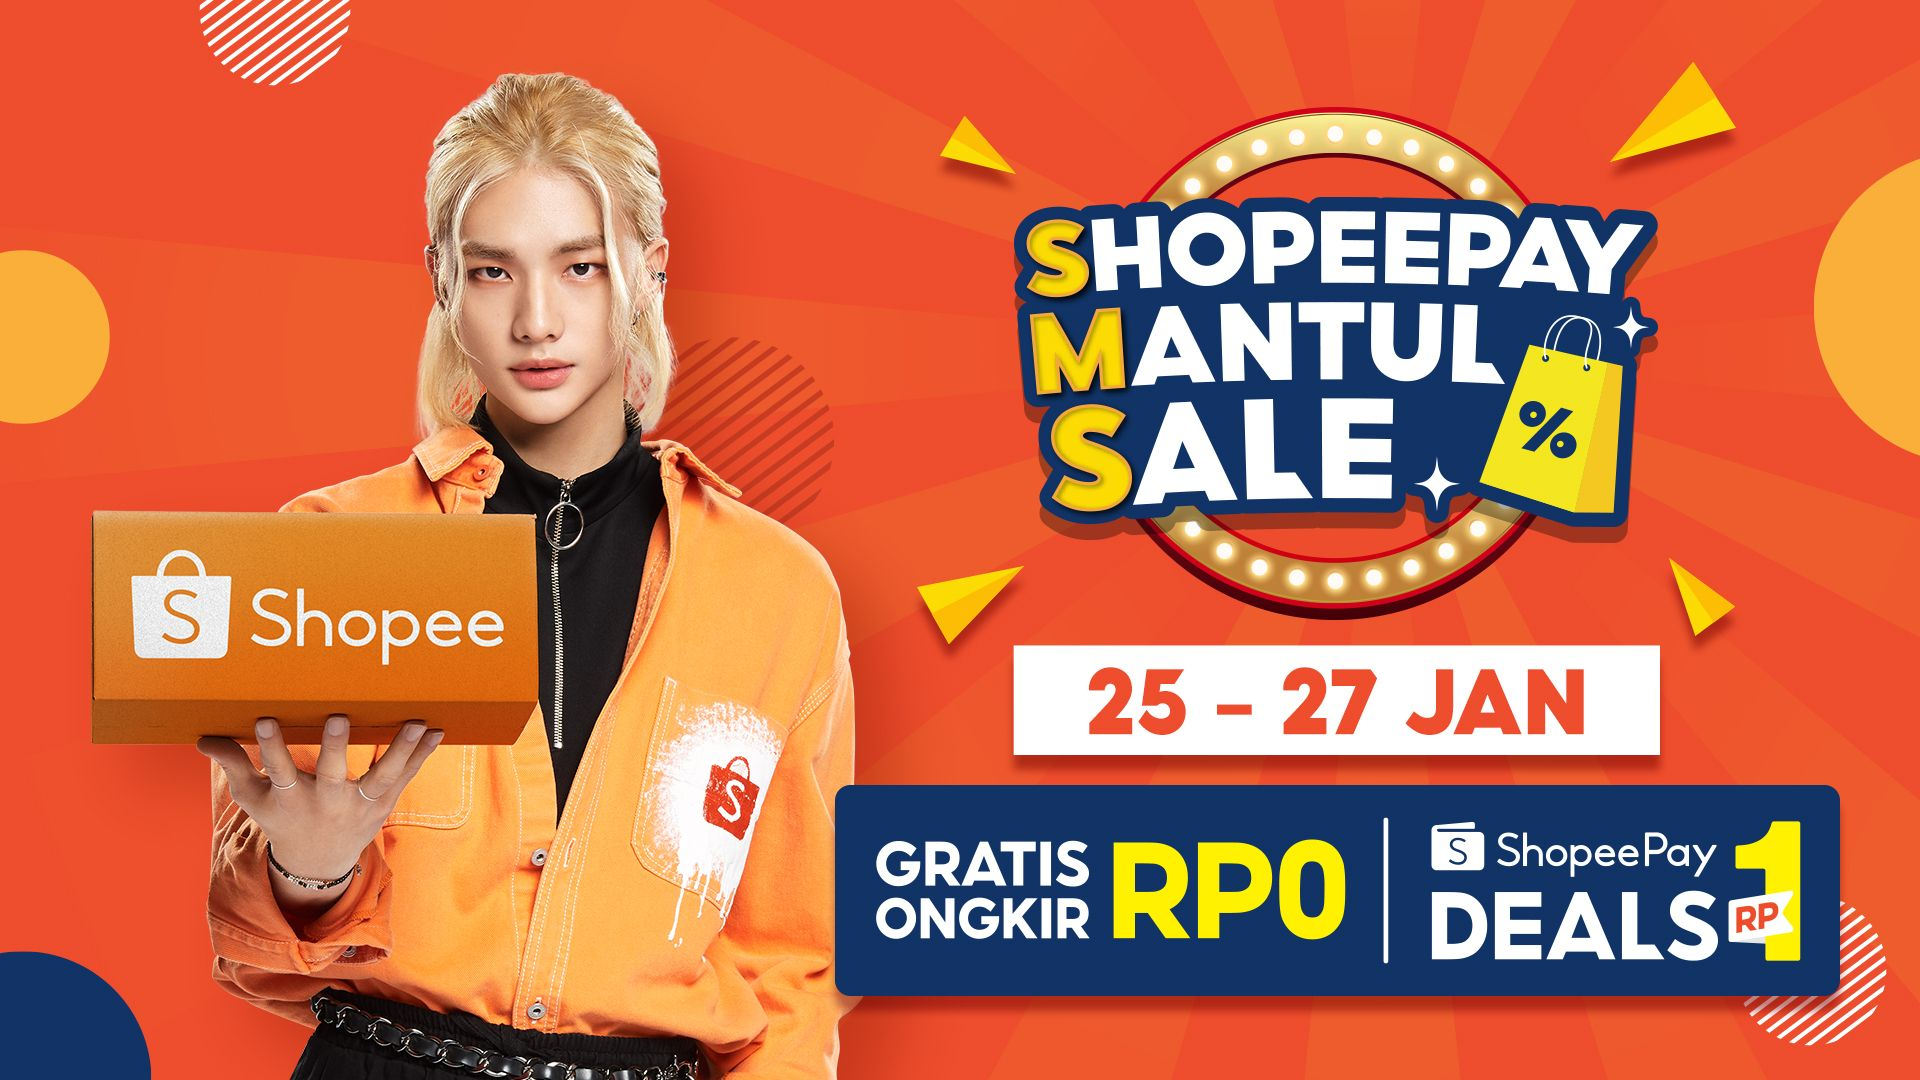 S Shopee
S
SHOPEEPAY
MANTUL
SALE
%
25 – 27 JAN
GRATIS
ONGKIR
RP0
S ShopeePay
DEALS
RP
1